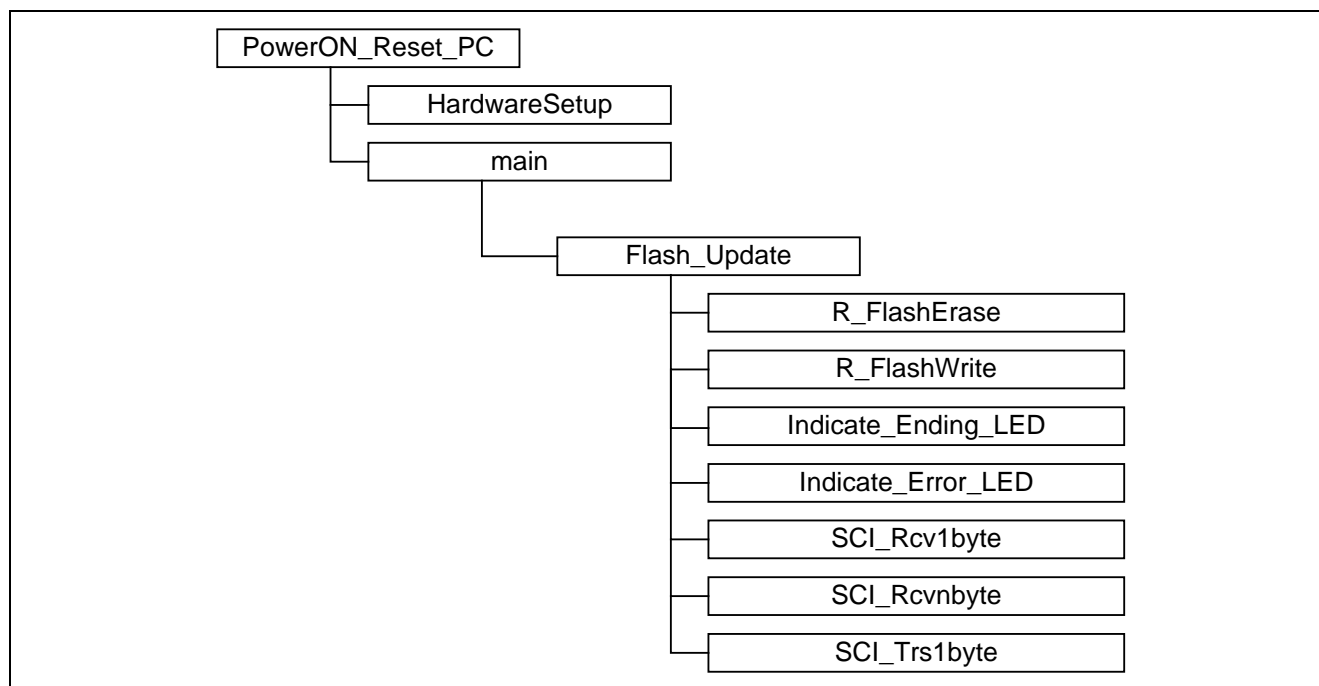 PowerON_Reset_PC
HardwareSetup
main
Flash_Update
R_FlashErase
R_FlashWrite
Indicate_Ending_LED
Indicate_Error_LED
SCI_Rcv1byte
SCI_Rcvnbyte
SCI_Trs1byte